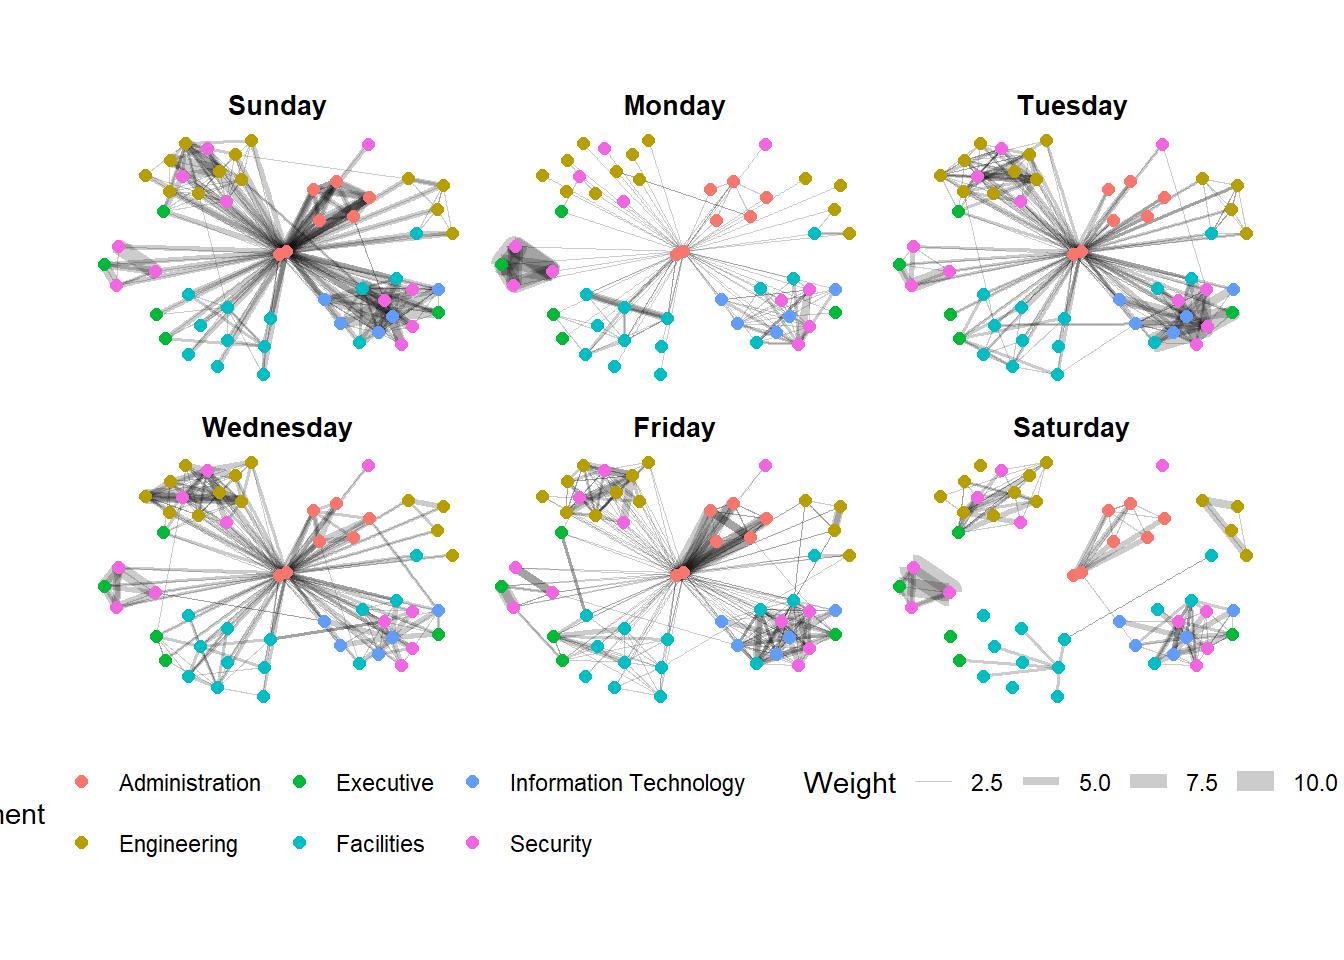 Sunday Monday Tuesday
Wednesday Friday Saturday
Administration Executive Information Technology Weight 2.5 5.0 7.5 10.0
Engineering Facilities Security